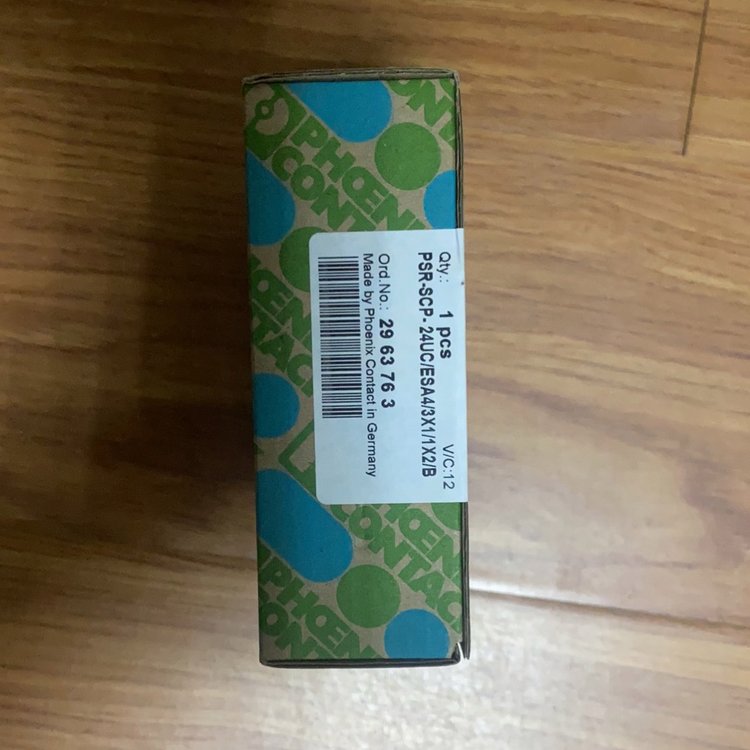 PHŒNIX
CONTACT
Qty.: 1 pcs V/C:12
PSR-SCP- 24UC/ESA4/3X1/1X2/B
Ord.No.: 29 63 76 3
Made by Phoenix Contact in Germany